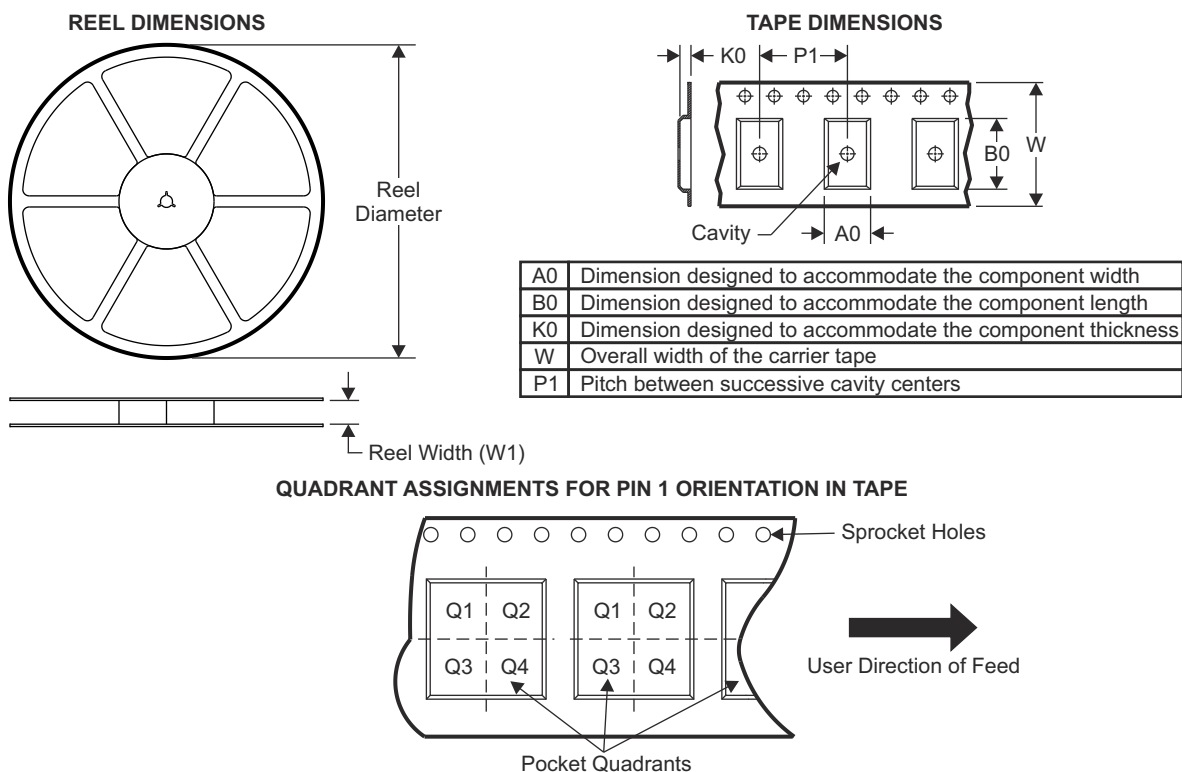 REEL DIMENSIONS
Reel
Diameter
Reel Width (W1)
TAPE DIMENSIONS
K0
P1
B0
W
Cavity
A0
A0 Dimension designed to accommodate the component width
B0 Dimension designed to accommodate the component length
K0 Dimension designed to accommodate the component thickness
W Overall width of the carrier tape
P1 Pitch between successive cavity centers
QUADRANT ASSIGNMENTS FOR PIN 1 ORIENTATION IN TAPE
Sprocket Holes
Q1 Q2 Q1 Q2
Q3 Q4 Q3 Q4
User Direction of Feed
Pocket Quadrants